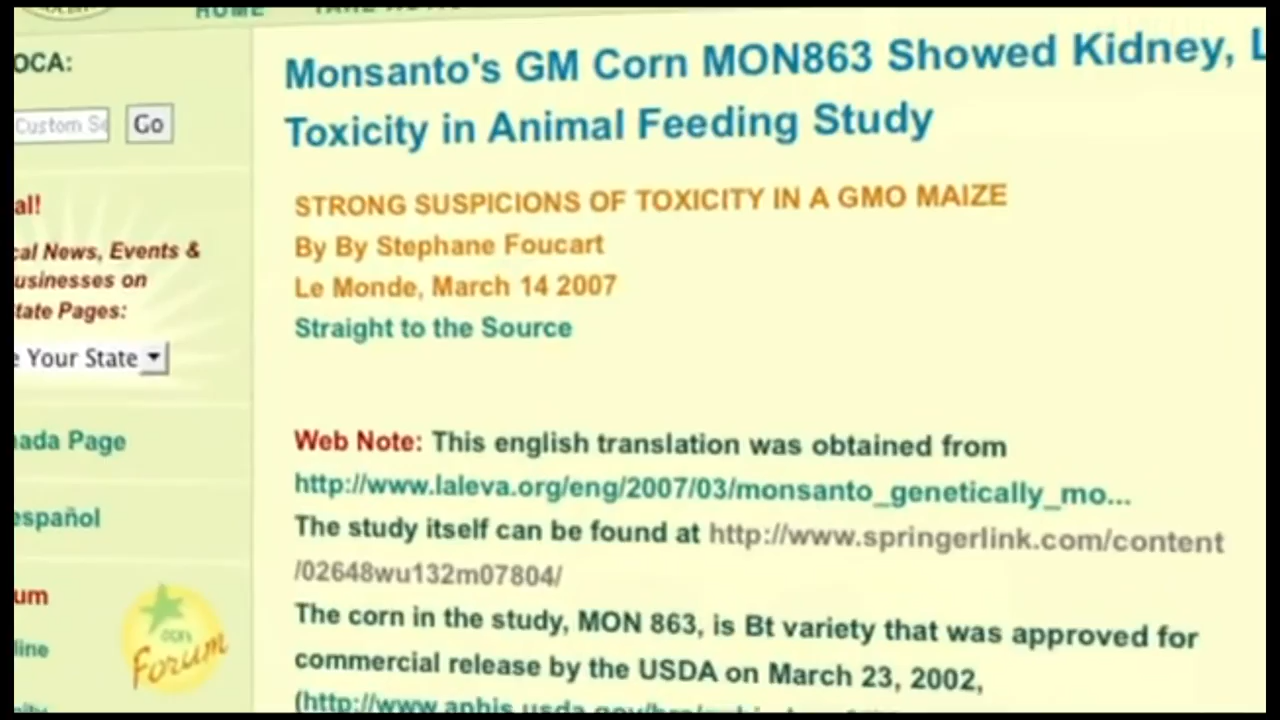 HOME
OCA:
Custom Se
Go
al!
cal News, Events &
usinesses on
tate Pages:
e Your State
nada Page
español
um
line
Forum
Monsanto's GM Corn MON863 Showed Kidney, L
Toxicity in Animal Feeding Study
STRONG SUSPICIONS OF TOXICITY IN A GMO MAIZE
By By Stephane Foucart
Le Monde, March 14 2007
Straight to the Source
Web Note: This english translation was obtained from
http://www.laleva.org/eng/2007/03/monsanto_genetically_mo...
The study itself can be found at http://www.springerlink.com/content
/02648wu132m07804/
The corn in the study, MON 863, is Bt variety that was approved for
commercial release by the USDA on March 23, 2002,